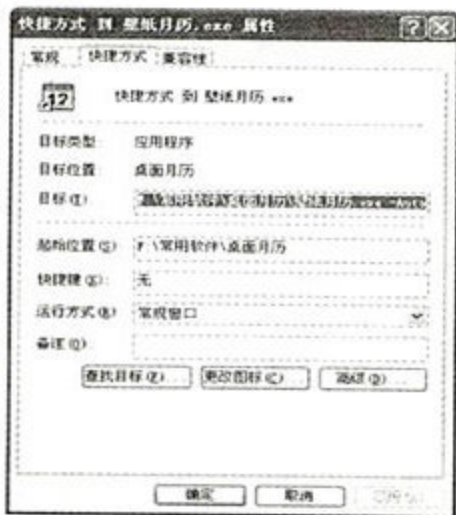 快捷方式 到 壁纸月历.exe 属性
常规 快捷方式 兼容性
12
快捷方式 到 壁纸月历.exe
目标类型: 应用程序
目标位置: 桌面月历
目标(T):
起始位置(S): F:\常用软件\桌面月历
快捷键(K): 无
运行方式(R): 常规窗口
备注(O):
查找目标(F)... 更改图标(C)... 高级(D)...
确定 取消